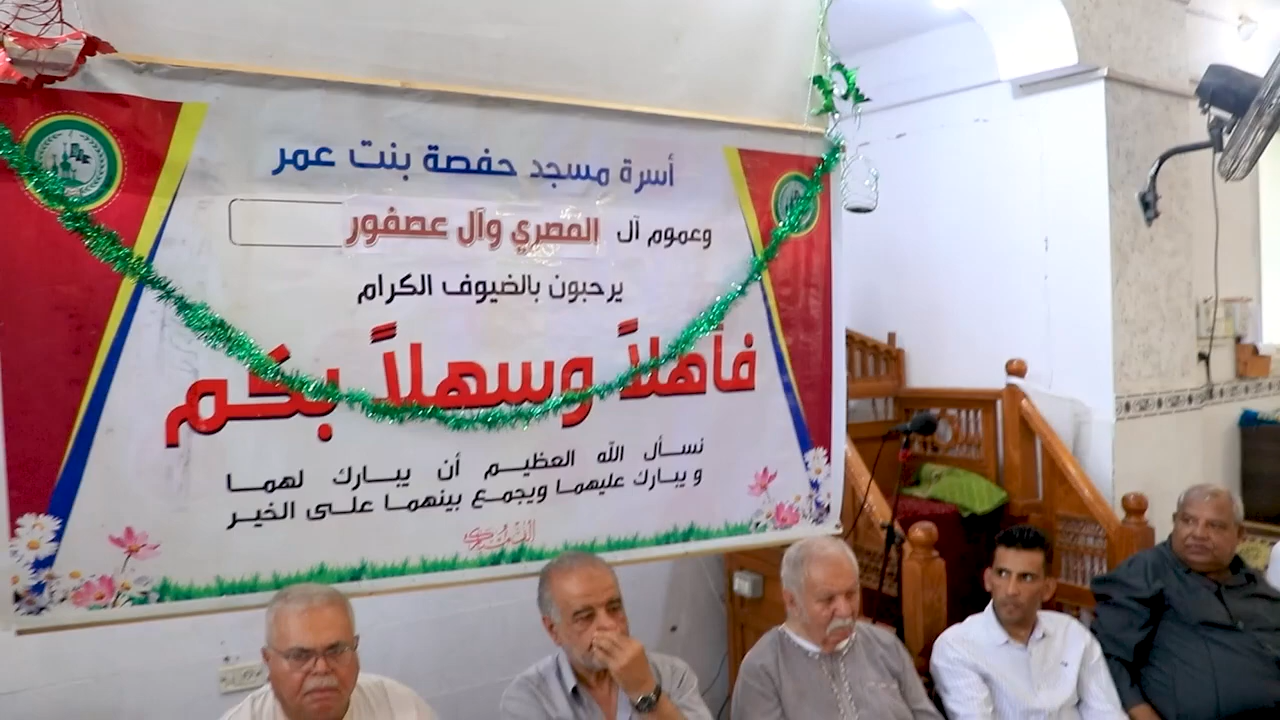 أسرة مسجد حفصة بنت عمر
وعموم آل المصري وآل عصفور
يرحبون بالضيوف الكرام
فأهلاً وسهلاً بكم
نسأل الله العظيم أن يبارك لهما
ويبارك عليهما ويجمع بينهما على الخير